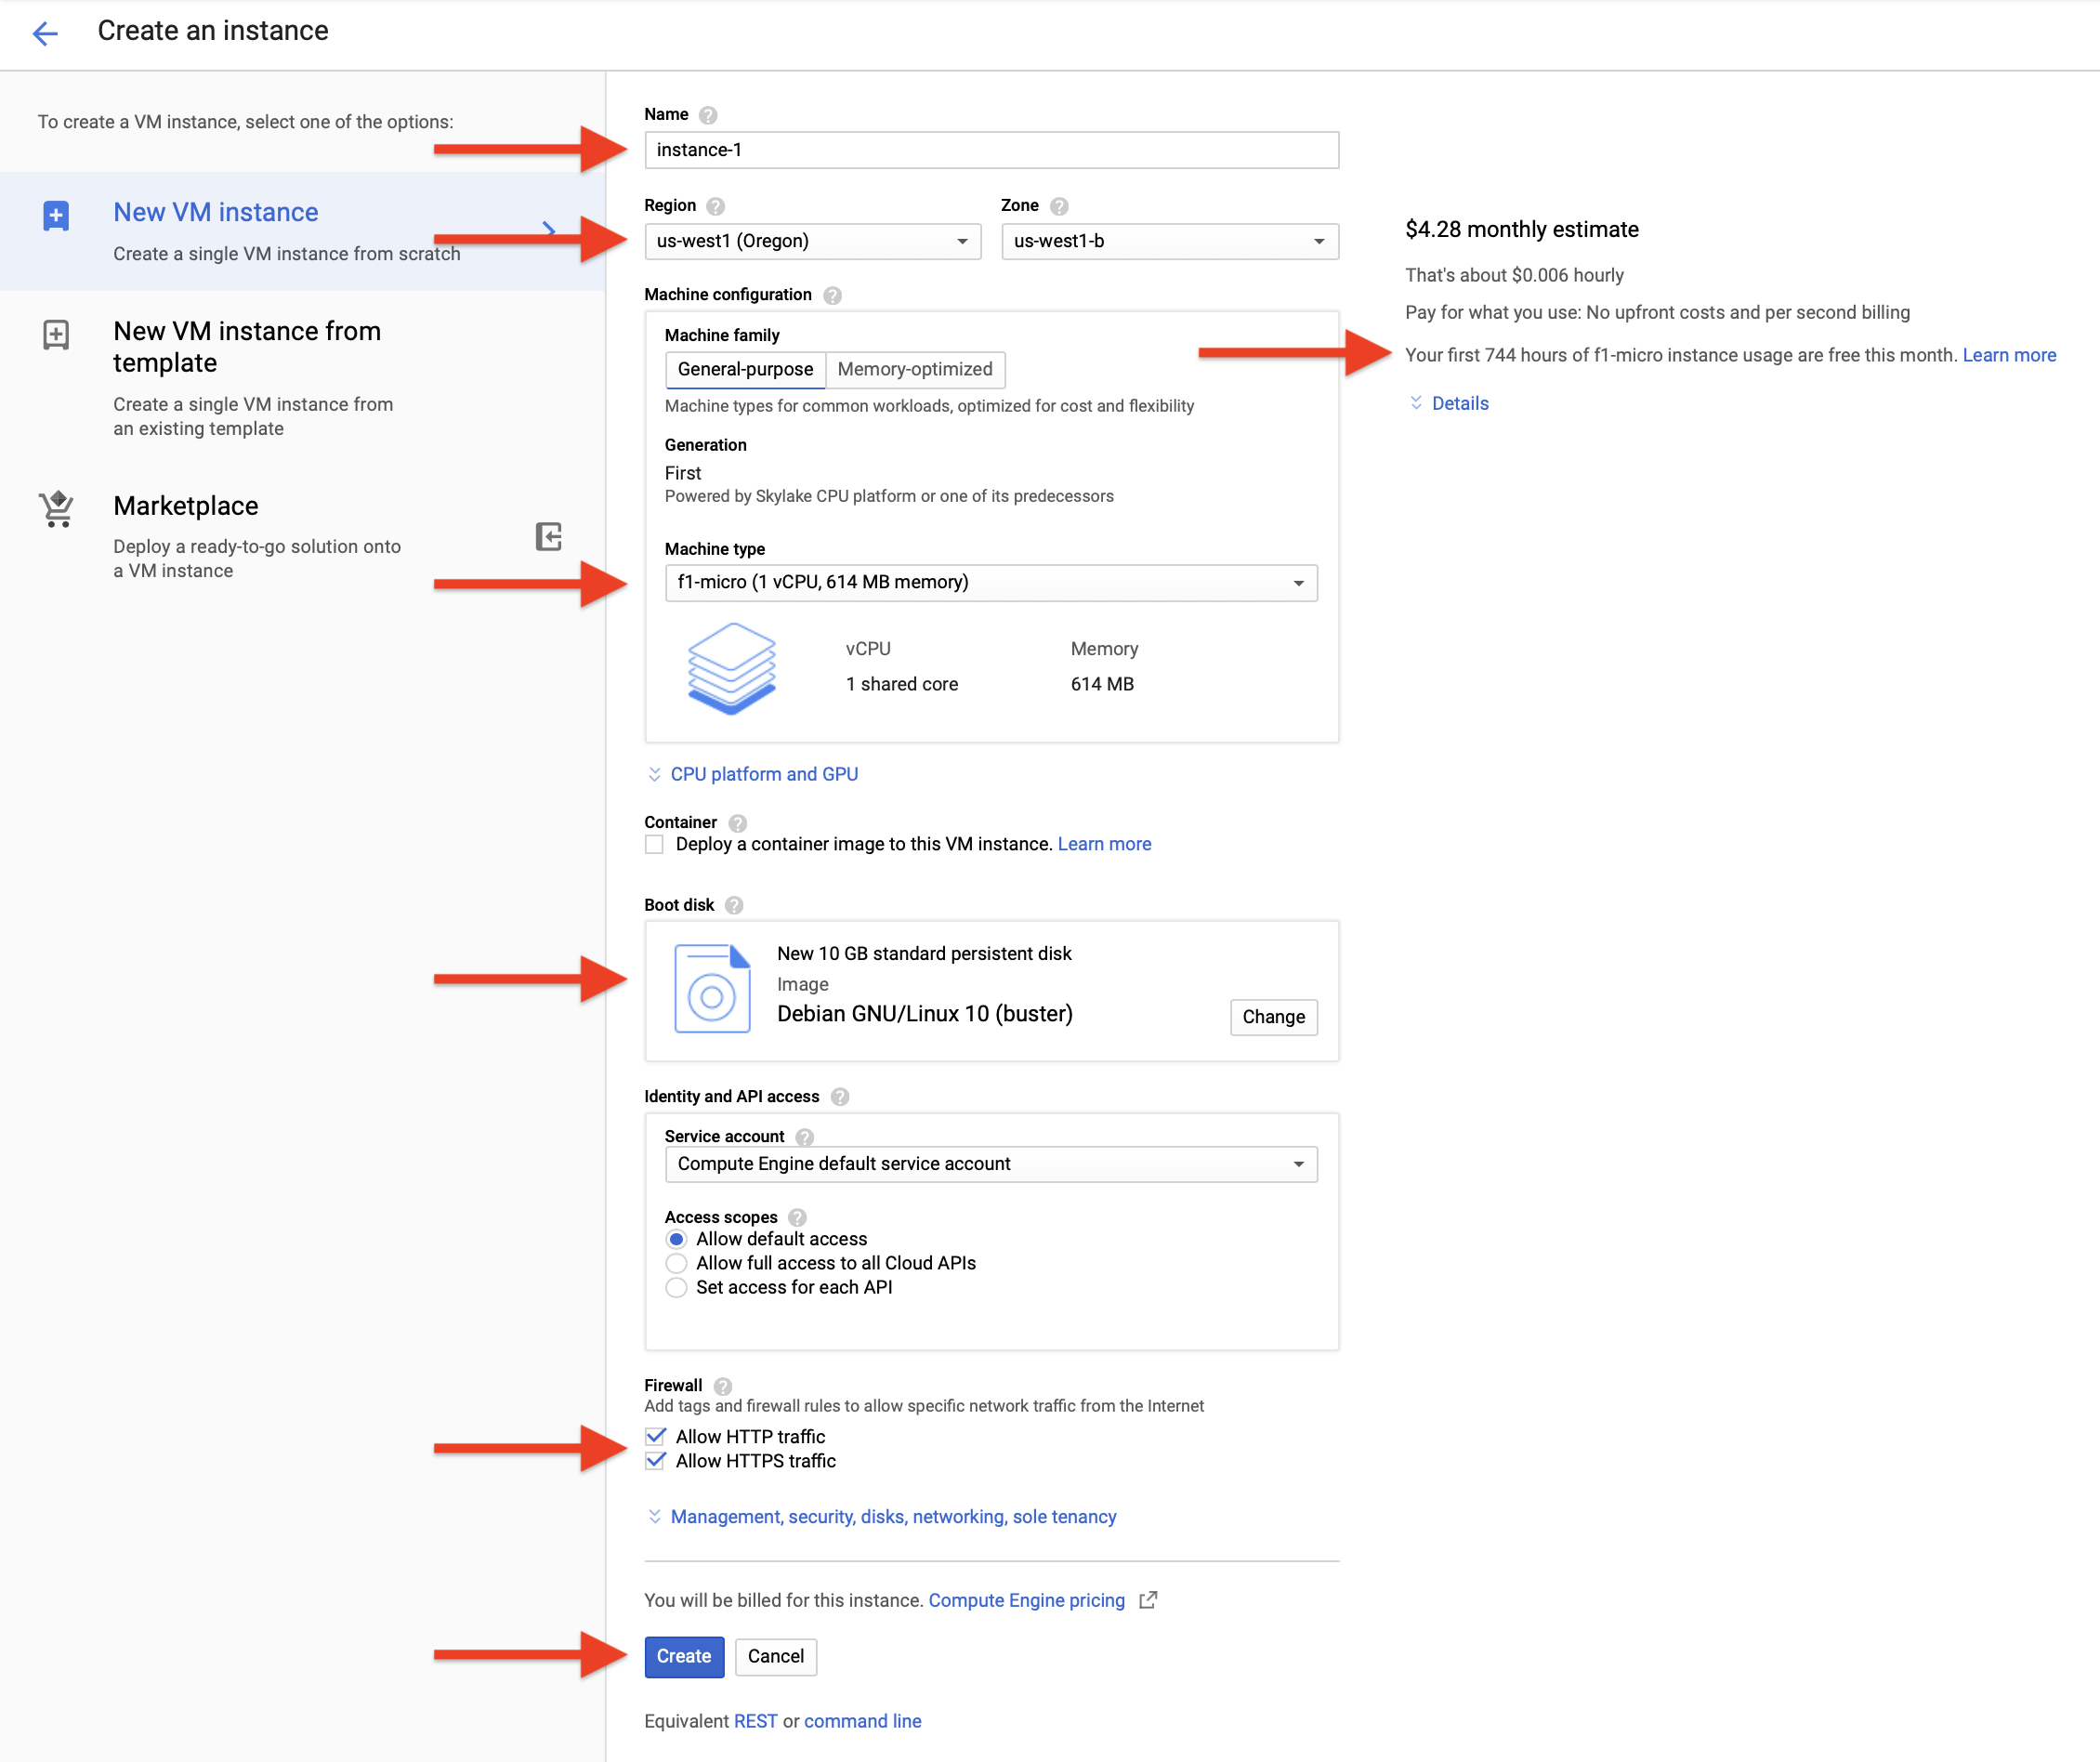 Create an instance
To create a VM instance, select one of the options:
New VM instance
Create a single VM instance from scratch
New VM instance from
template
Create a single VM instance from
an existing template
Marketplace
Deploy a ready-to-go solution onto
a VM instance
Name
instance-1
Region
us-west1 (Oregon)
Zone
us-west1-b
Machine configuration
Machine family
General-purpose
Memory-optimized
Machine types for common workloads, optimized for cost and flexibility
Generation
First
Powered by Skylake CPU platform or one of its predecessors
Machine type
f1-micro (1 vCPU, 614 MB memory)
vCPU
Memory
1 shared core
614 MB
CPU platform and GPU
Container
Deploy a container image to this VM instance. Learn more
Boot disk
New 10 GB standard persistent disk
Image
Debian GNU/Linux 10 (buster)
Change
Identity and API access
Service account
Compute Engine default service account
Access scopes
Allow default access
Allow full access to all Cloud APIs
Set access for each API
Firewall
Add tags and firewall rules to allow specific network traffic from the Internet
Allow HTTP traffic
Allow HTTPS traffic
Management, security, disks, networking, sole tenancy
You will be billed for this instance. Compute Engine pricing
Create
Cancel
Equivalent REST or command line
$4.28 monthly estimate
That's about $0.006 hourly
Pay for what you use: No upfront costs and per second billing
Your first 744 hours of f1-micro instance usage are free this month. Learn more
Details